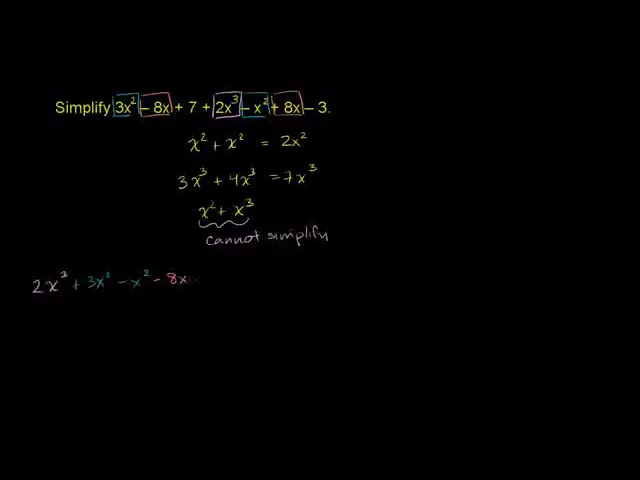 Simplify 3x² – 8x + 7 + 2x³ – x² + 8x – 3.
x² + x² = 2x²
3x³ + 4x³ = 7x³
x² + x³
cannot simplify
2x³ + 3x² - x² - 8x